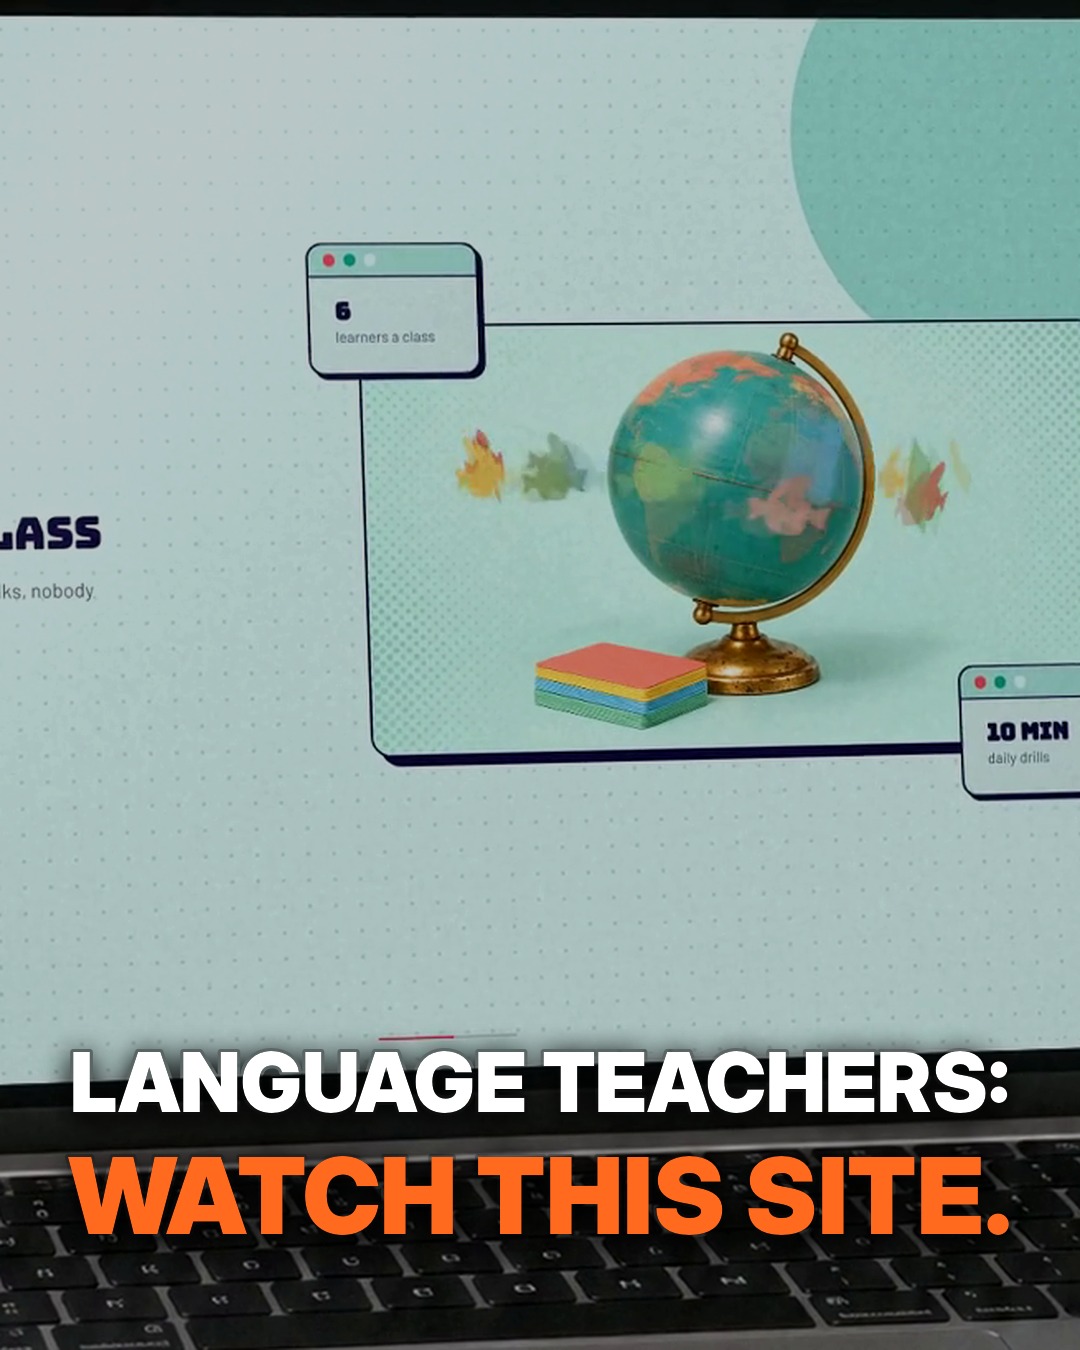 6
learners a class
LASS
ks, nobody
10 MIN
daily drills
LANGUAGE TEACHERS:
WATCH THIS SITE.